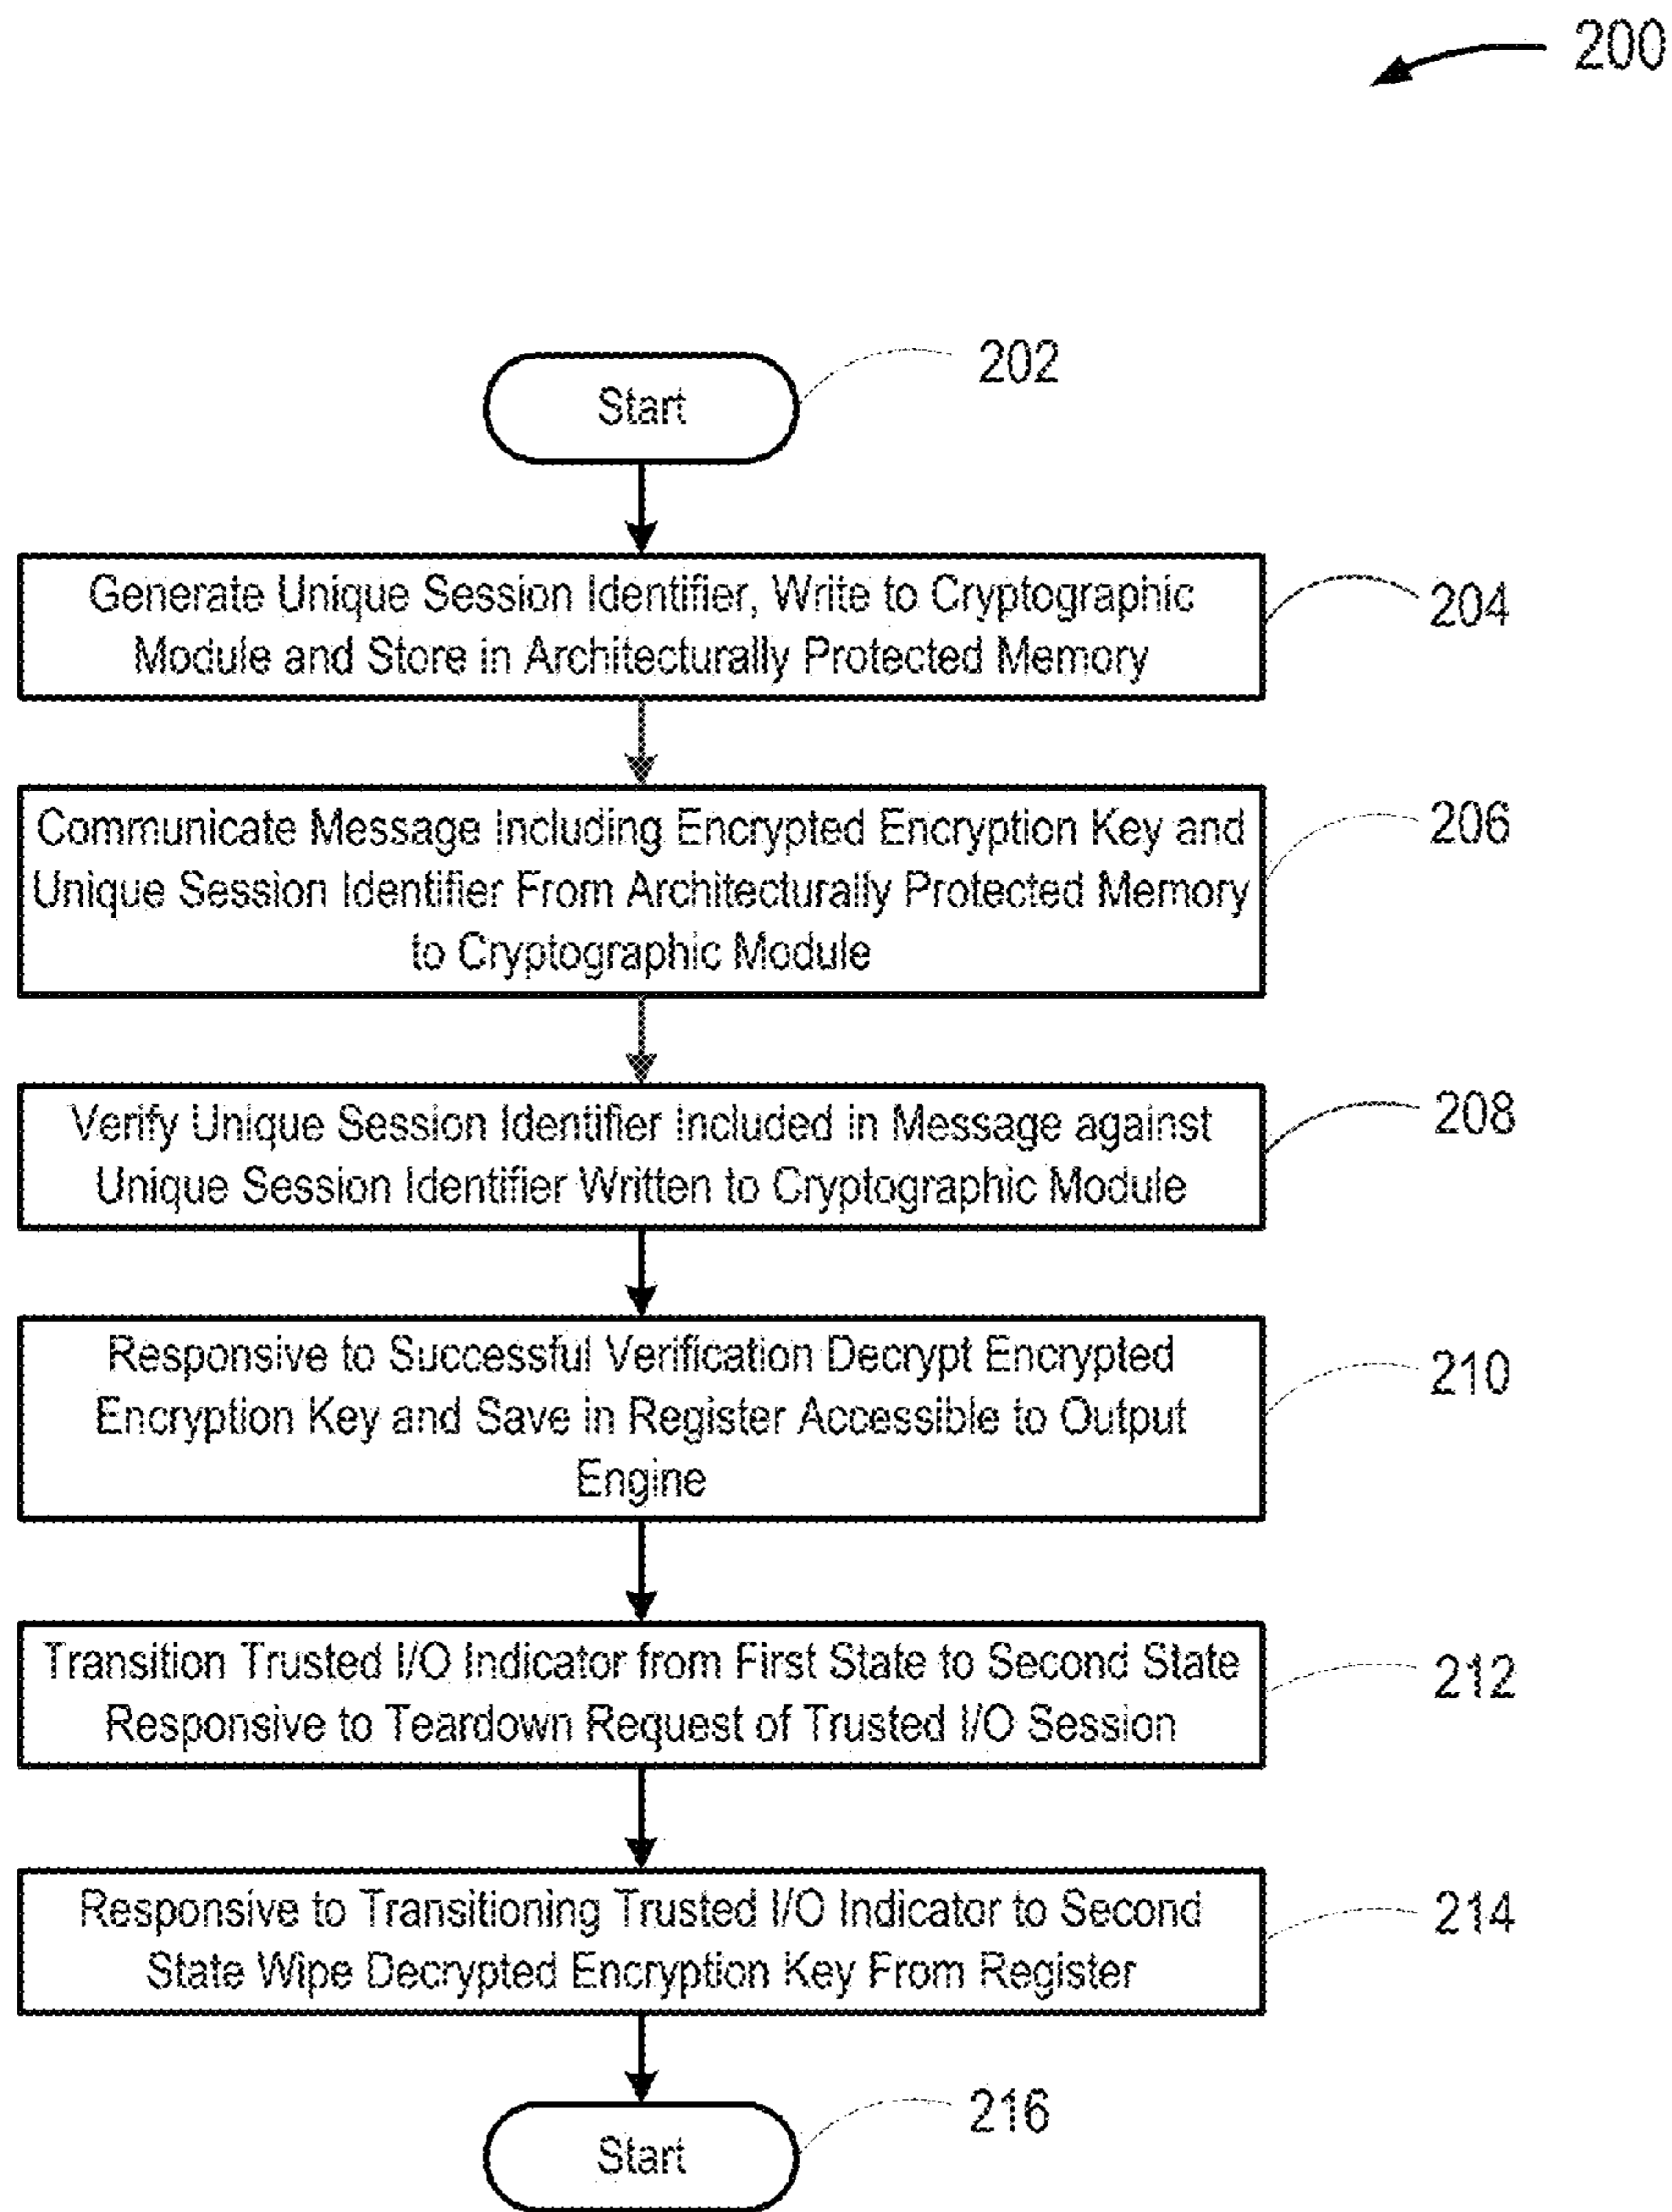 200
Start
202
Generate Unique Session Identifier, Write to Cryptographic
Module and Store in Architecturally Protected Memory
204
Communicate Message Including Encrypted Encryption Key and
Unique Session Identifier From Architecturally Protected Memory
to Cryptographic Module
206
Verify Unique Session Identifier Included in Message against
Unique Session Identifier Written to Cryptographic Module
208
Responsive to Successful Verification Decrypt Encrypted
Encryption Key and Save in Register Accessible to Output
Engine
210
Transition Trusted I/O Indicator from First State to Second State
Responsive to Teardown Request of Trusted I/O Session
212
Responsive to Transitioning Trusted I/O Indicator to Second
State Wipe Decrypted Encryption Key From Register
214
Start
216